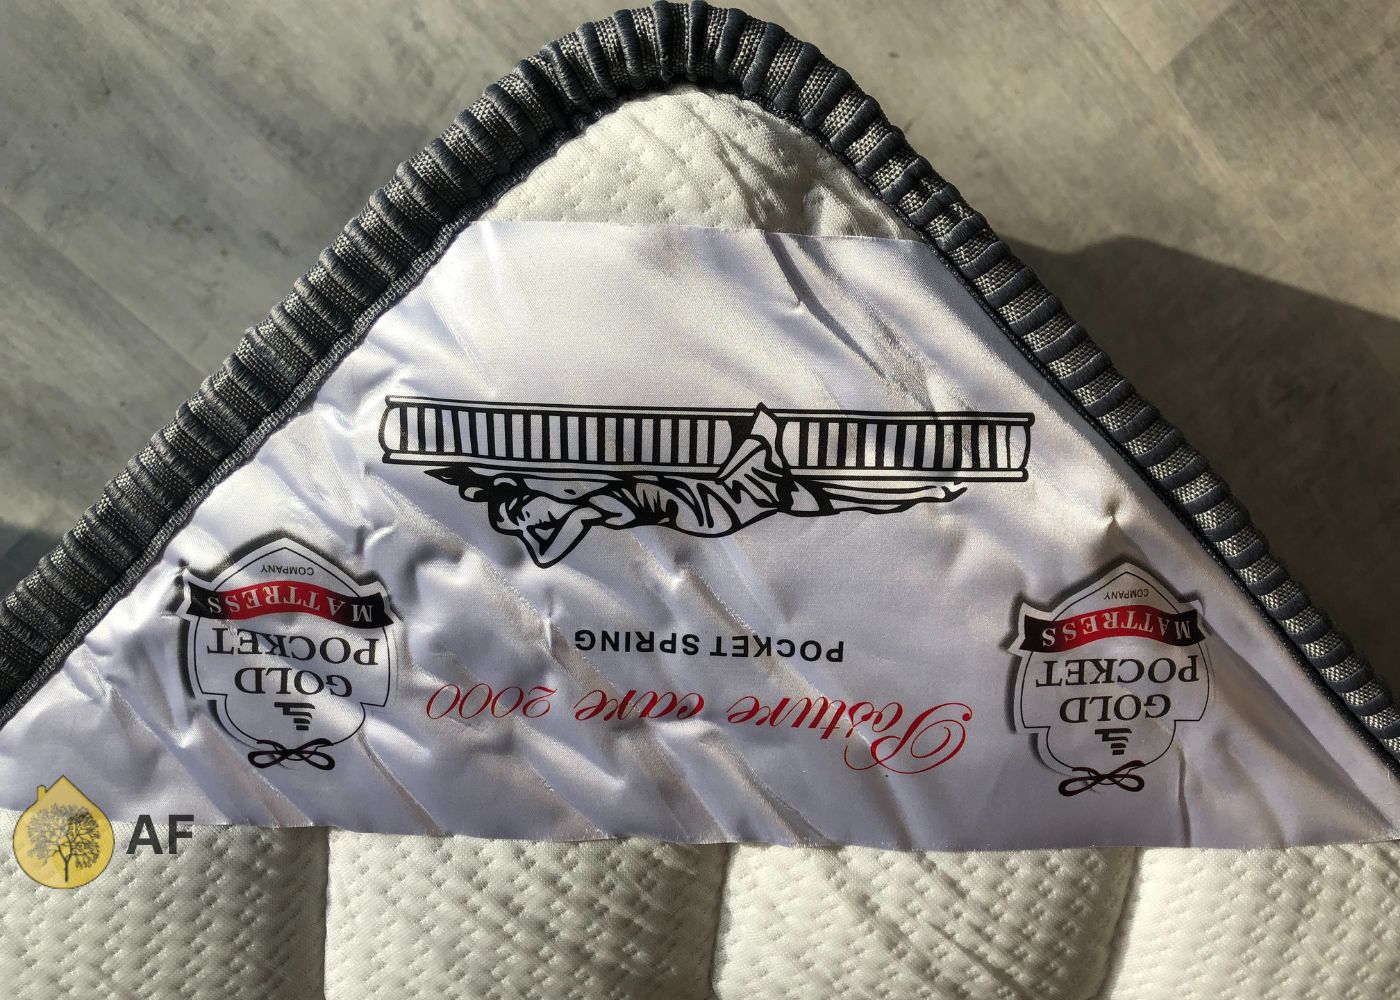 Posture care 2000
POCKET SPRING
GOLD
POCKET
MATTRESS
COMPANY
GOLD
POCKET
MATTRESS
COMPANY
AF